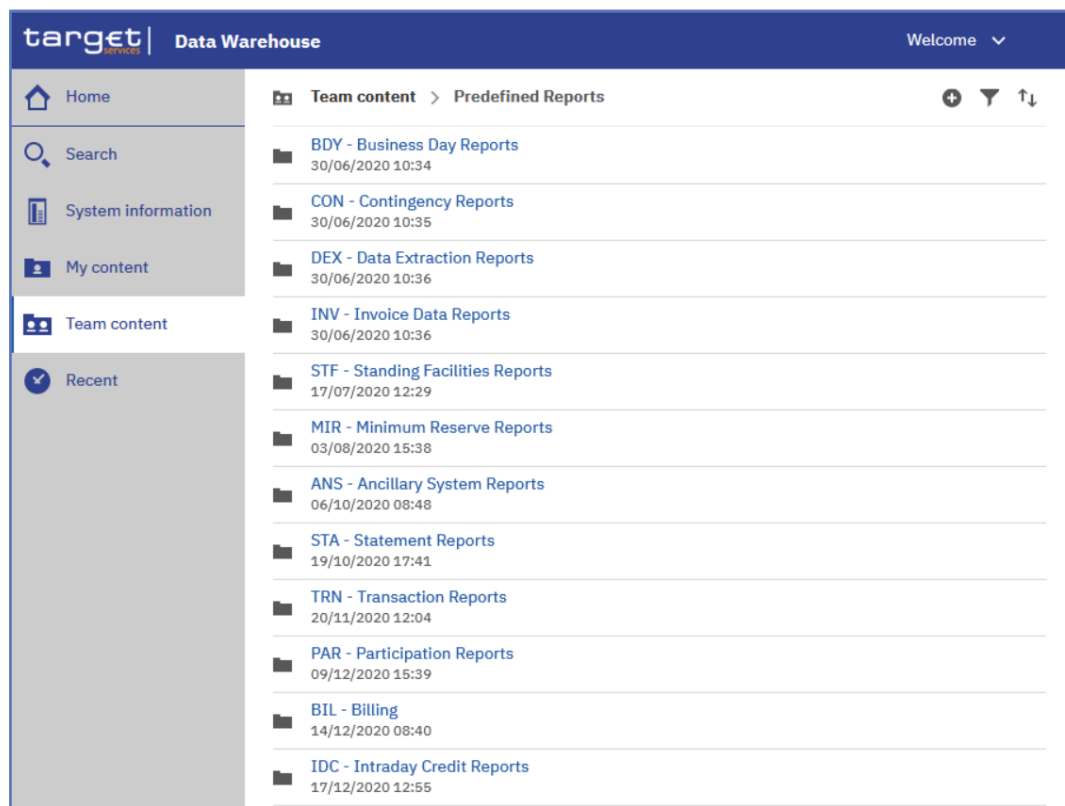 target| Data Warehouse
services
Welcome
Home
Search
System information
My content
Team content
Recent
Team content > Predefined Reports
BDY - Business Day Reports
30/06/2020 10:34
CON - Contingency Reports
30/06/2020 10:35
DEX - Data Extraction Reports
30/06/2020 10:36
INV - Invoice Data Reports
30/06/2020 10:36
STF - Standing Facilities Reports
17/07/2020 12:29
MIR - Minimum Reserve Reports
03/08/2020 15:38
ANS - Ancillary System Reports
06/10/2020 08:48
STA - Statement Reports
19/10/2020 17:41
TRN - Transaction Reports
20/11/2020 12:04
PAR - Participation Reports
09/12/2020 15:39
BIL - Billing
14/12/2020 08:40
IDC - Intraday Credit Reports
17/12/2020 12:55